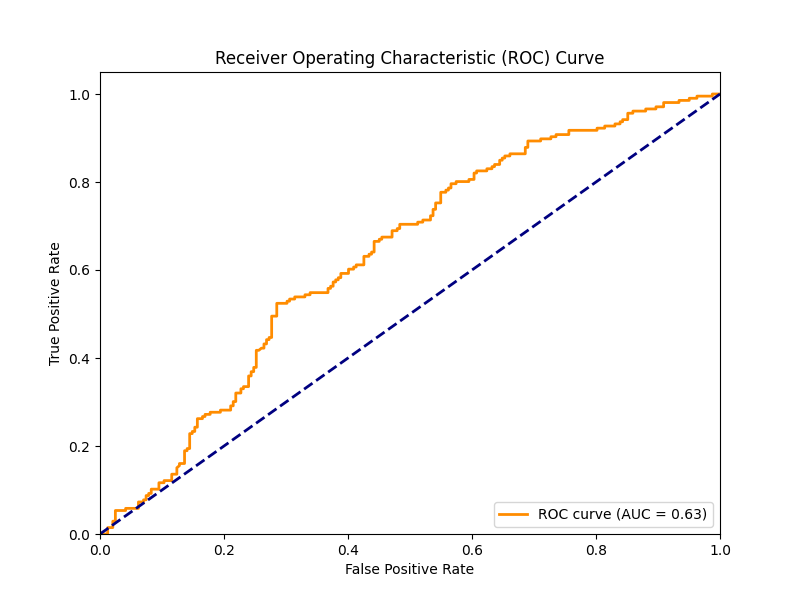 Receiver Operating Characteristic (ROC) Curve
1.0
0.8
0.6
0.4
0.2
0.0
True Positive Rate
ROC curve (AUC = 0.63)
0.0 0.2 0.4 0.6 0.8 1.0
False Positive Rate